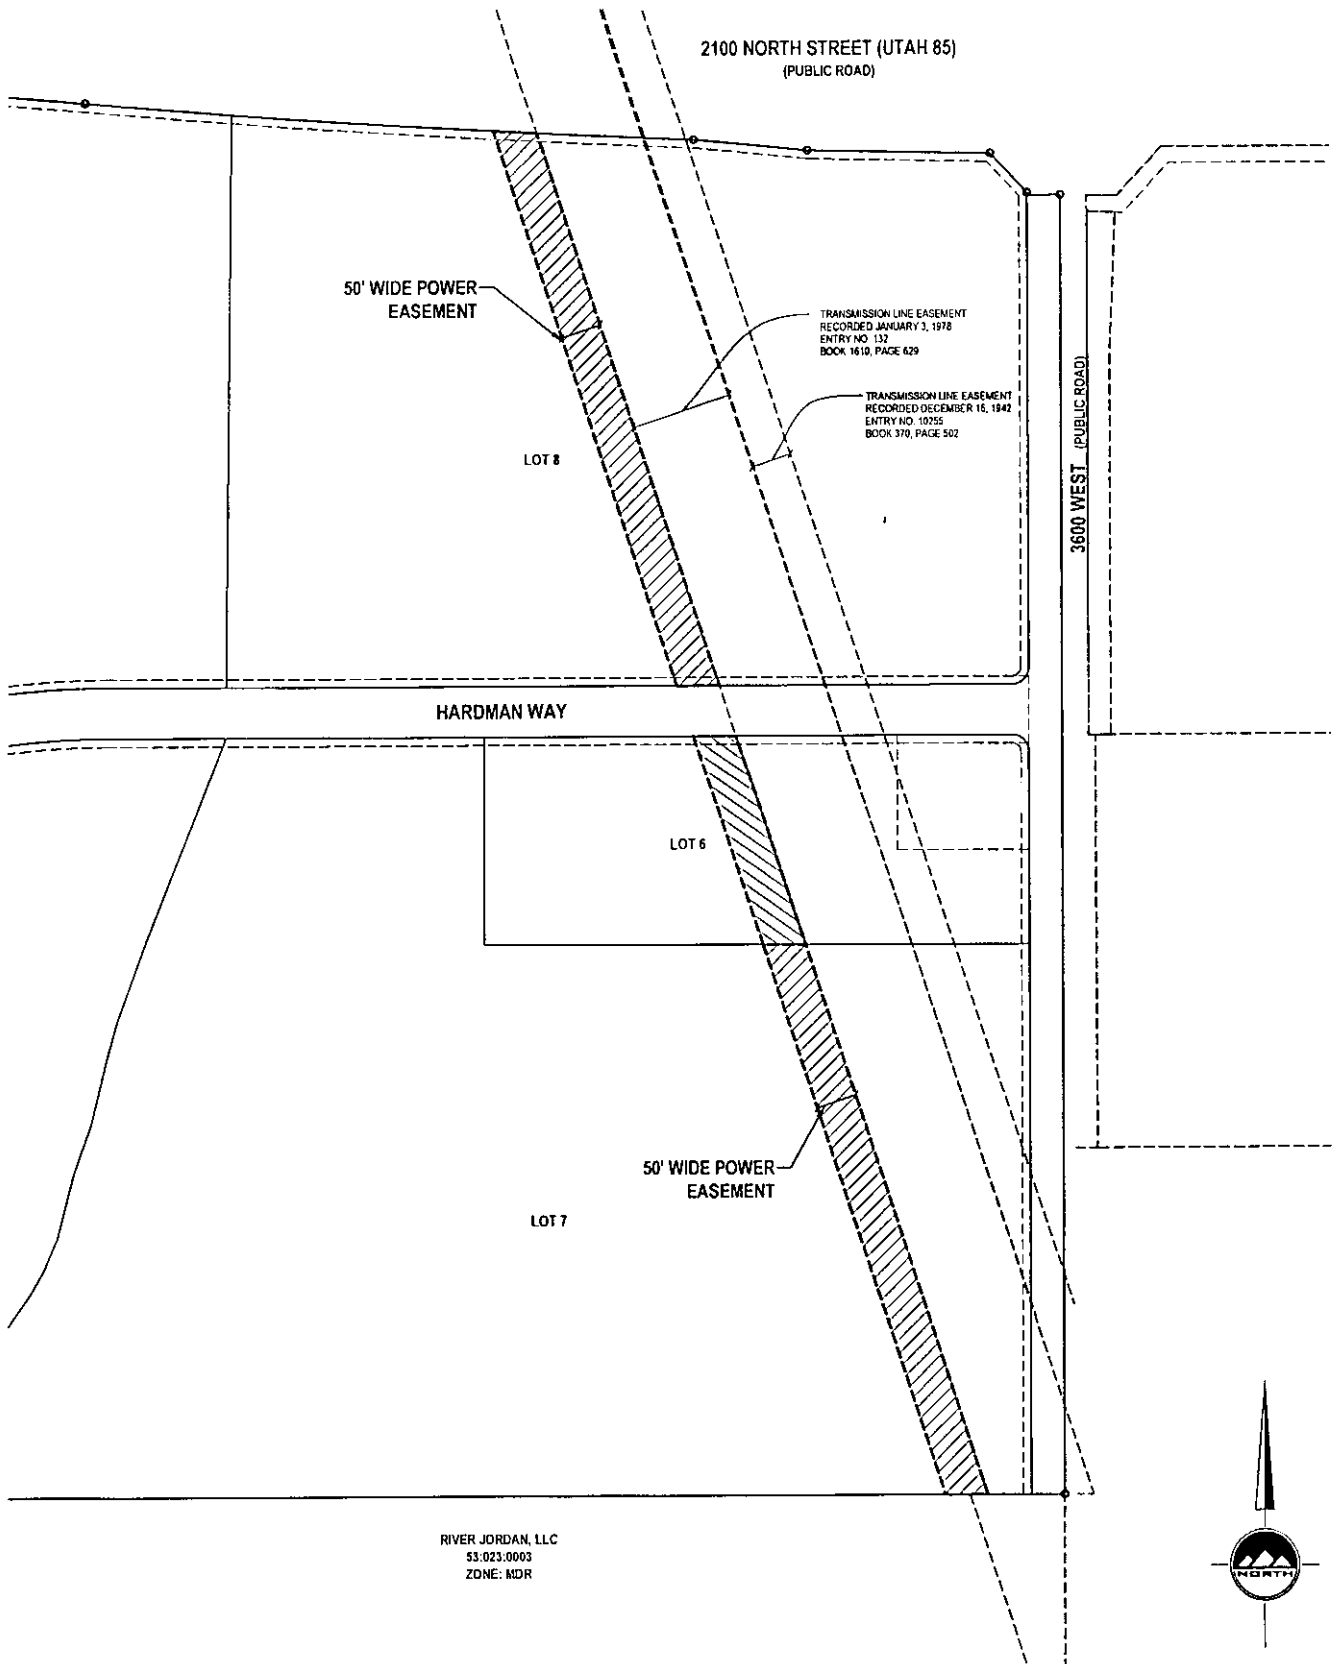 2100 NORTH STREET (UTAH 85)
(PUBLIC ROAD)
50' WIDE POWER
EASEMENT
TRANSMISSION LINE EASEMENT
RECORDED JANUARY 3, 1978
ENTRY NO. 132
BOOK 1610, PAGE 629
TRANSMISSION LINE EASEMENT
RECORDED DECEMBER 16, 1942
ENTRY NO. 10255
BOOK 370, PAGE 502
LOT 8
3600 WEST (PUBLIC ROAD)
HARDMAN WAY
LOT 6
50' WIDE POWER
EASEMENT
LOT 7
RIVER JORDAN, LLC
53:023:0003
ZONE: MDR
NORTH